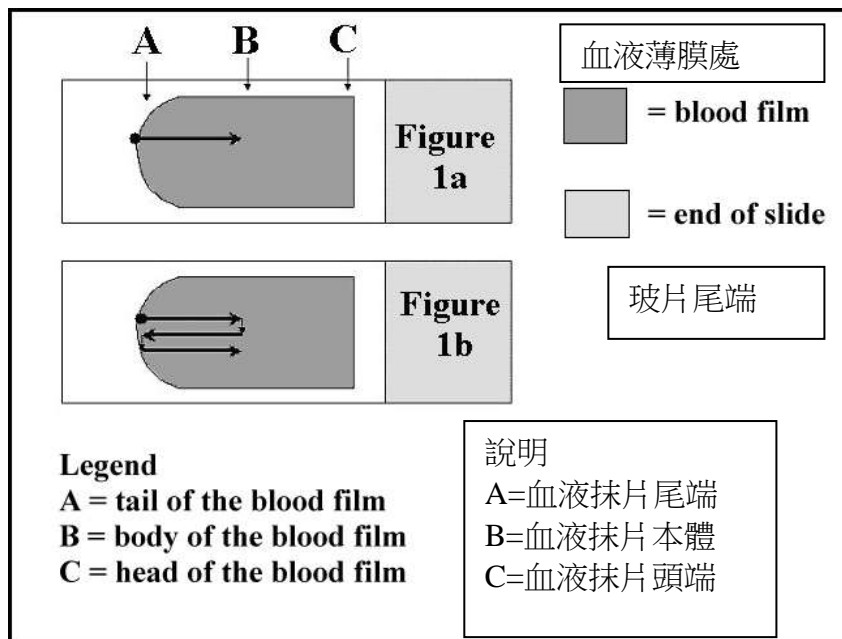 A B C
Figure
1a
血液薄膜處
= blood film
= end of slide
Figure
1b
玻片尾端
Legend
A = tail of the blood film
B = body of the blood film
C = head of the blood film
說明
A=血液抹片尾端
B=血液抹片本體
C=血液抹片頭端